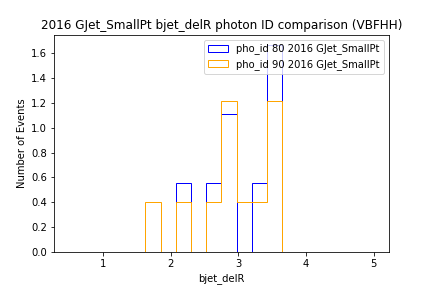 2016 GJet_SmallPt bjet_delR photon ID comparison (VBFHH)
pho_id 80 2016 GJet_SmallPt
pho_id 90 2016 GJet_SmallPt
1.6
1.4
1.2
1.0
0.8
0.6
0.4
0.2
0.0
Number of Events
1 2 3 4 5
bjet_delR